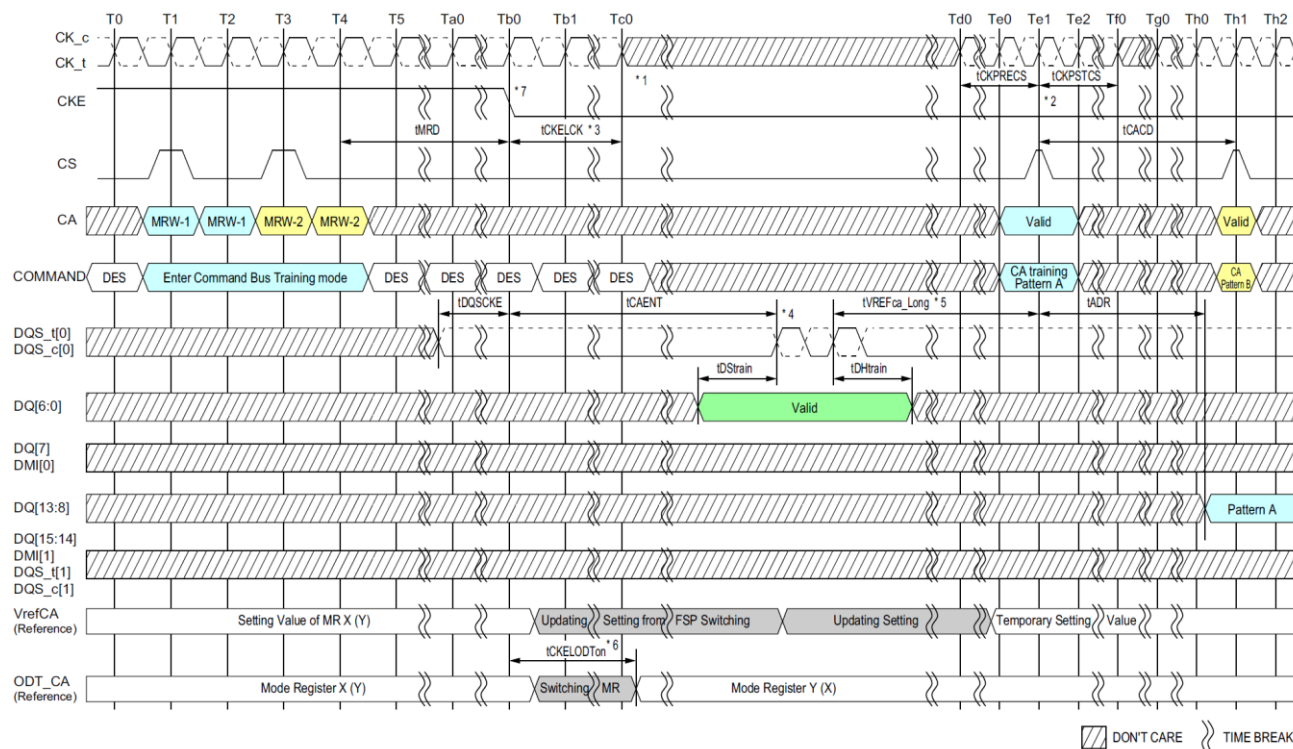 T0 T1 T2 T3 T4 T5 Ta0 Tb0 Tb1 Tc0 Td0 Te0 Te1 Te2 Tf0 Tg0 Th0 Th1 Th2
CK_c
CK_t
tCKPRECS tCKPSTCS
* 1
CKE
* 7
* 2
tMRD tCKELCK * 3 tCACD
CS
CA MRW-1 MRW-1 MRW-2 MRW-2 Valid Valid
COMMAND DES Enter Command Bus Training mode DES DES DES DES DES CA training Pattern A CA Pattern B
tDQSCKE tCAENT * 4 tVREFca_Long * 5 tADR
DQS_t[0]
DQS_c[0]
tDStrain tDHtrain
DQ[6:0] Valid
DQ[7]
DMI[0]
DQ[13:8] Pattern A
DQ[15:14]
DMI[1]
DQS_t[1]
DQS_c[1]
VrefCA
(Reference)
Setting Value of MR X (Y) Updating Setting from FSP Switching Updating Setting Temporary Setting Value
tCKELODTon * 6
ODT_CA
(Reference)
Mode Register X (Y) Switching MR Mode Register Y (X)
DON'T CARE TIME BREAK